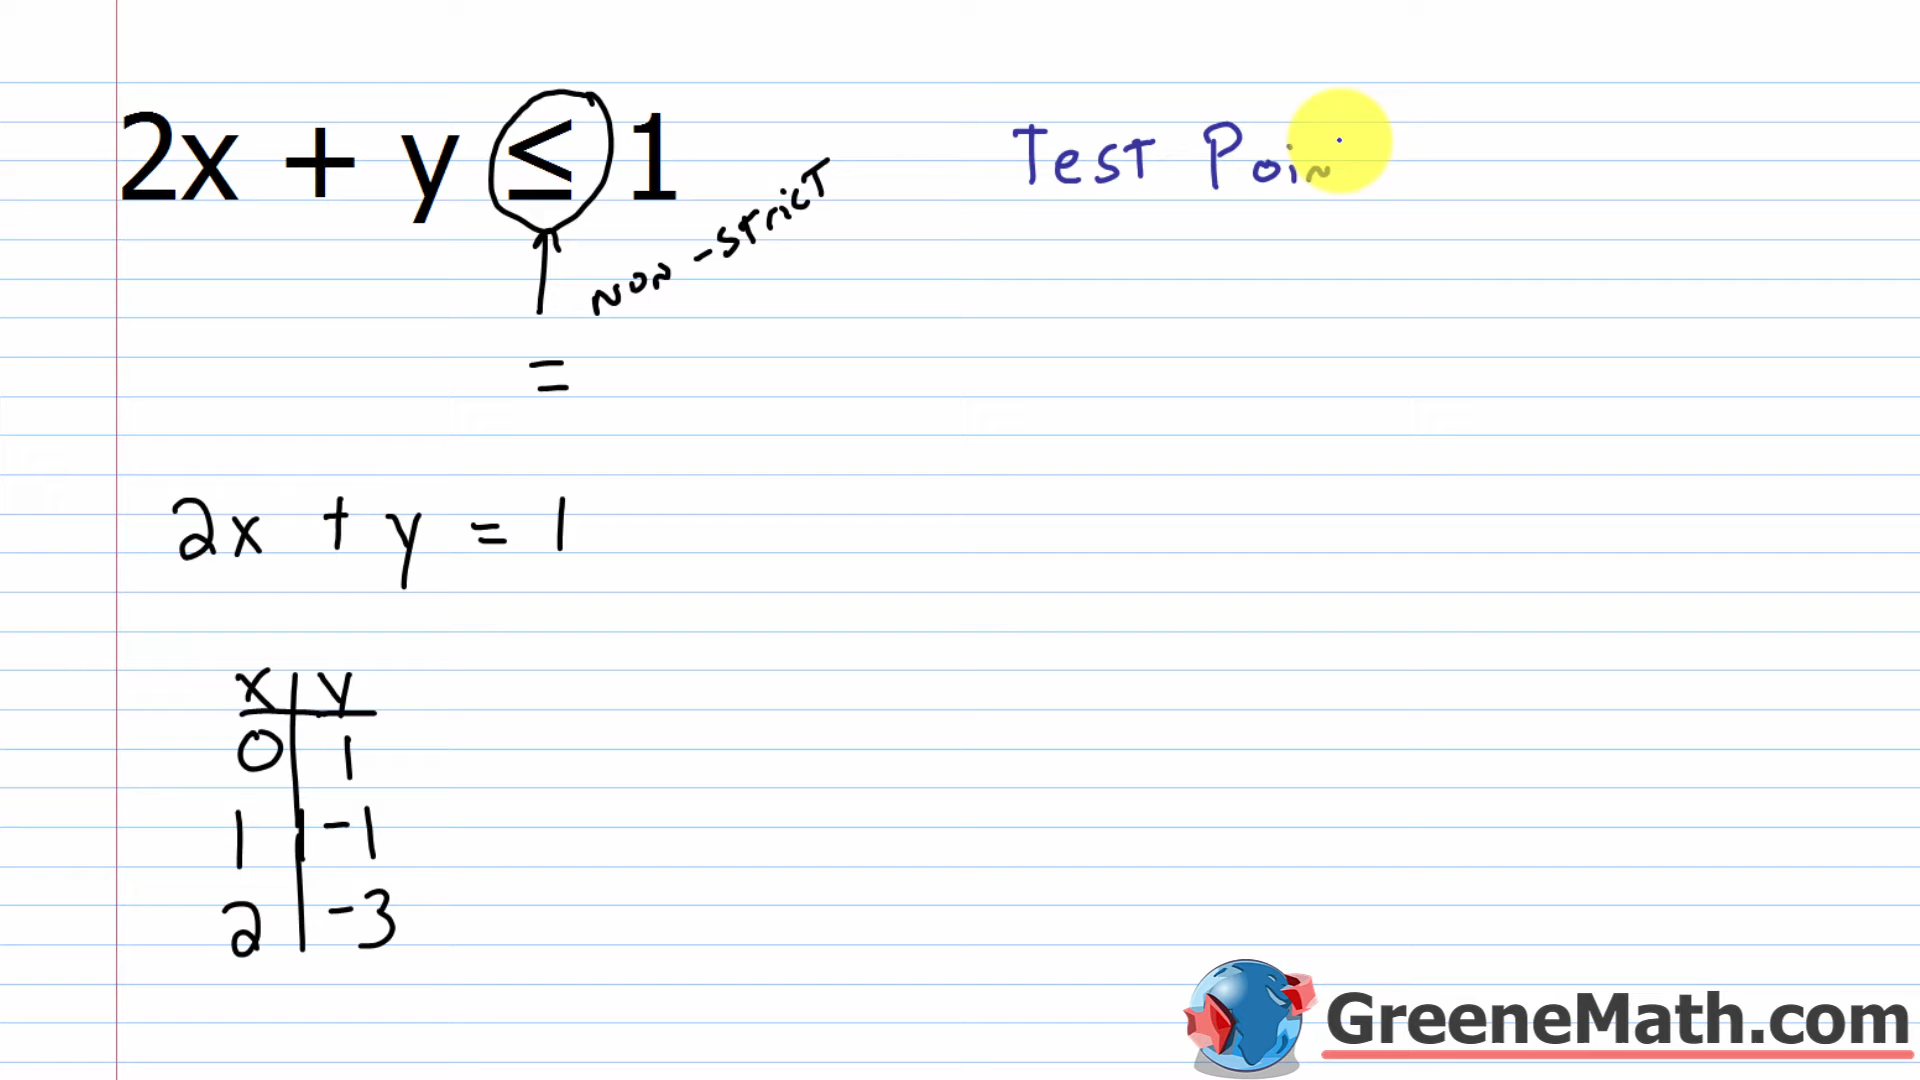 2x + y ≤ 1
Test Poin
non-strict
=
2x + y = 1
x y
0 1
1 -1
2 -3
GreeneMath.com